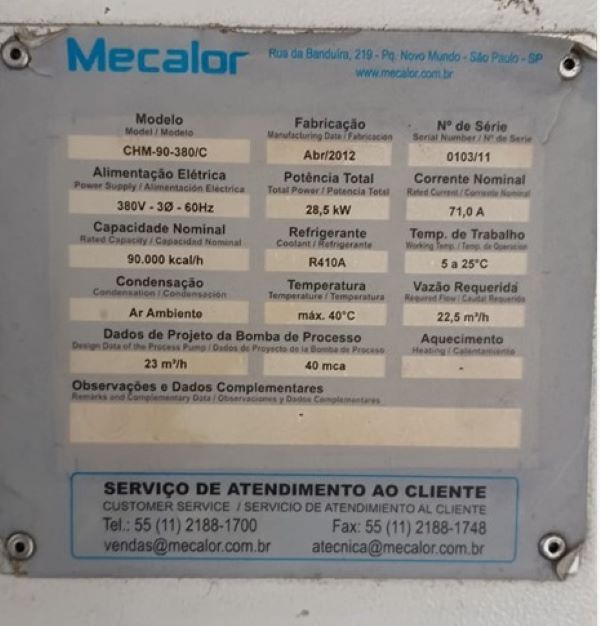 Mecalor Rua da Banduíra, 219 - Pq. Novo Mundo - São Paulo - SP
www.mecalor.com.br
Modelo Fabricação Nº de Série
Model / Modelo Manufacturing Date / Fabricacion Serial Number / Nº de Serie
CHM-90-380/C Abr/2012 0103/11
Alimentação Elétrica Potência Total Corrente Nominal
Power Supply / Alimentación Electrica Total Power / Potencia Total Rated Current / Corriente Nominal
380V - 3Ø - 60Hz 28,5 kW 71,0 A
Capacidade Nominal Refrigerante Temp. de Trabalho
Rated Capacity / Capacidad Nominal Coolant / Refrigerante Working Temp. / Temp. de Operacion
90.000 kcal/h R410A 5 a 25°C
Condensação Temperatura Vazão Requerida
Condensation / Condensación Temperature / Temperatura Required Flow / Caudal Requerido
Ar Ambiente máx. 40°C 22,5 m³/h
Dados de Projeto da Bomba de Processo Aquecimento
Design Data of the Process Pump / Dados de Proyecto de la Bomba de Proceso Heating / Calentamiento
23 m³/h 40 mca -
Observações e Dados Complementares
Remarks and Complementary Data / Observaciones y Dados Complementares
-
SERVIÇO DE ATENDIMENTO AO CLIENTE
CUSTOMER SERVICE / SERVICIO DE ATENDIMIENTO AL CLIENTE
Tel.: 55 (11) 2188-1700 Fax: 55 (11) 2188-1748
vendas@mecalor.com.br atecnica@mecalor.com.br